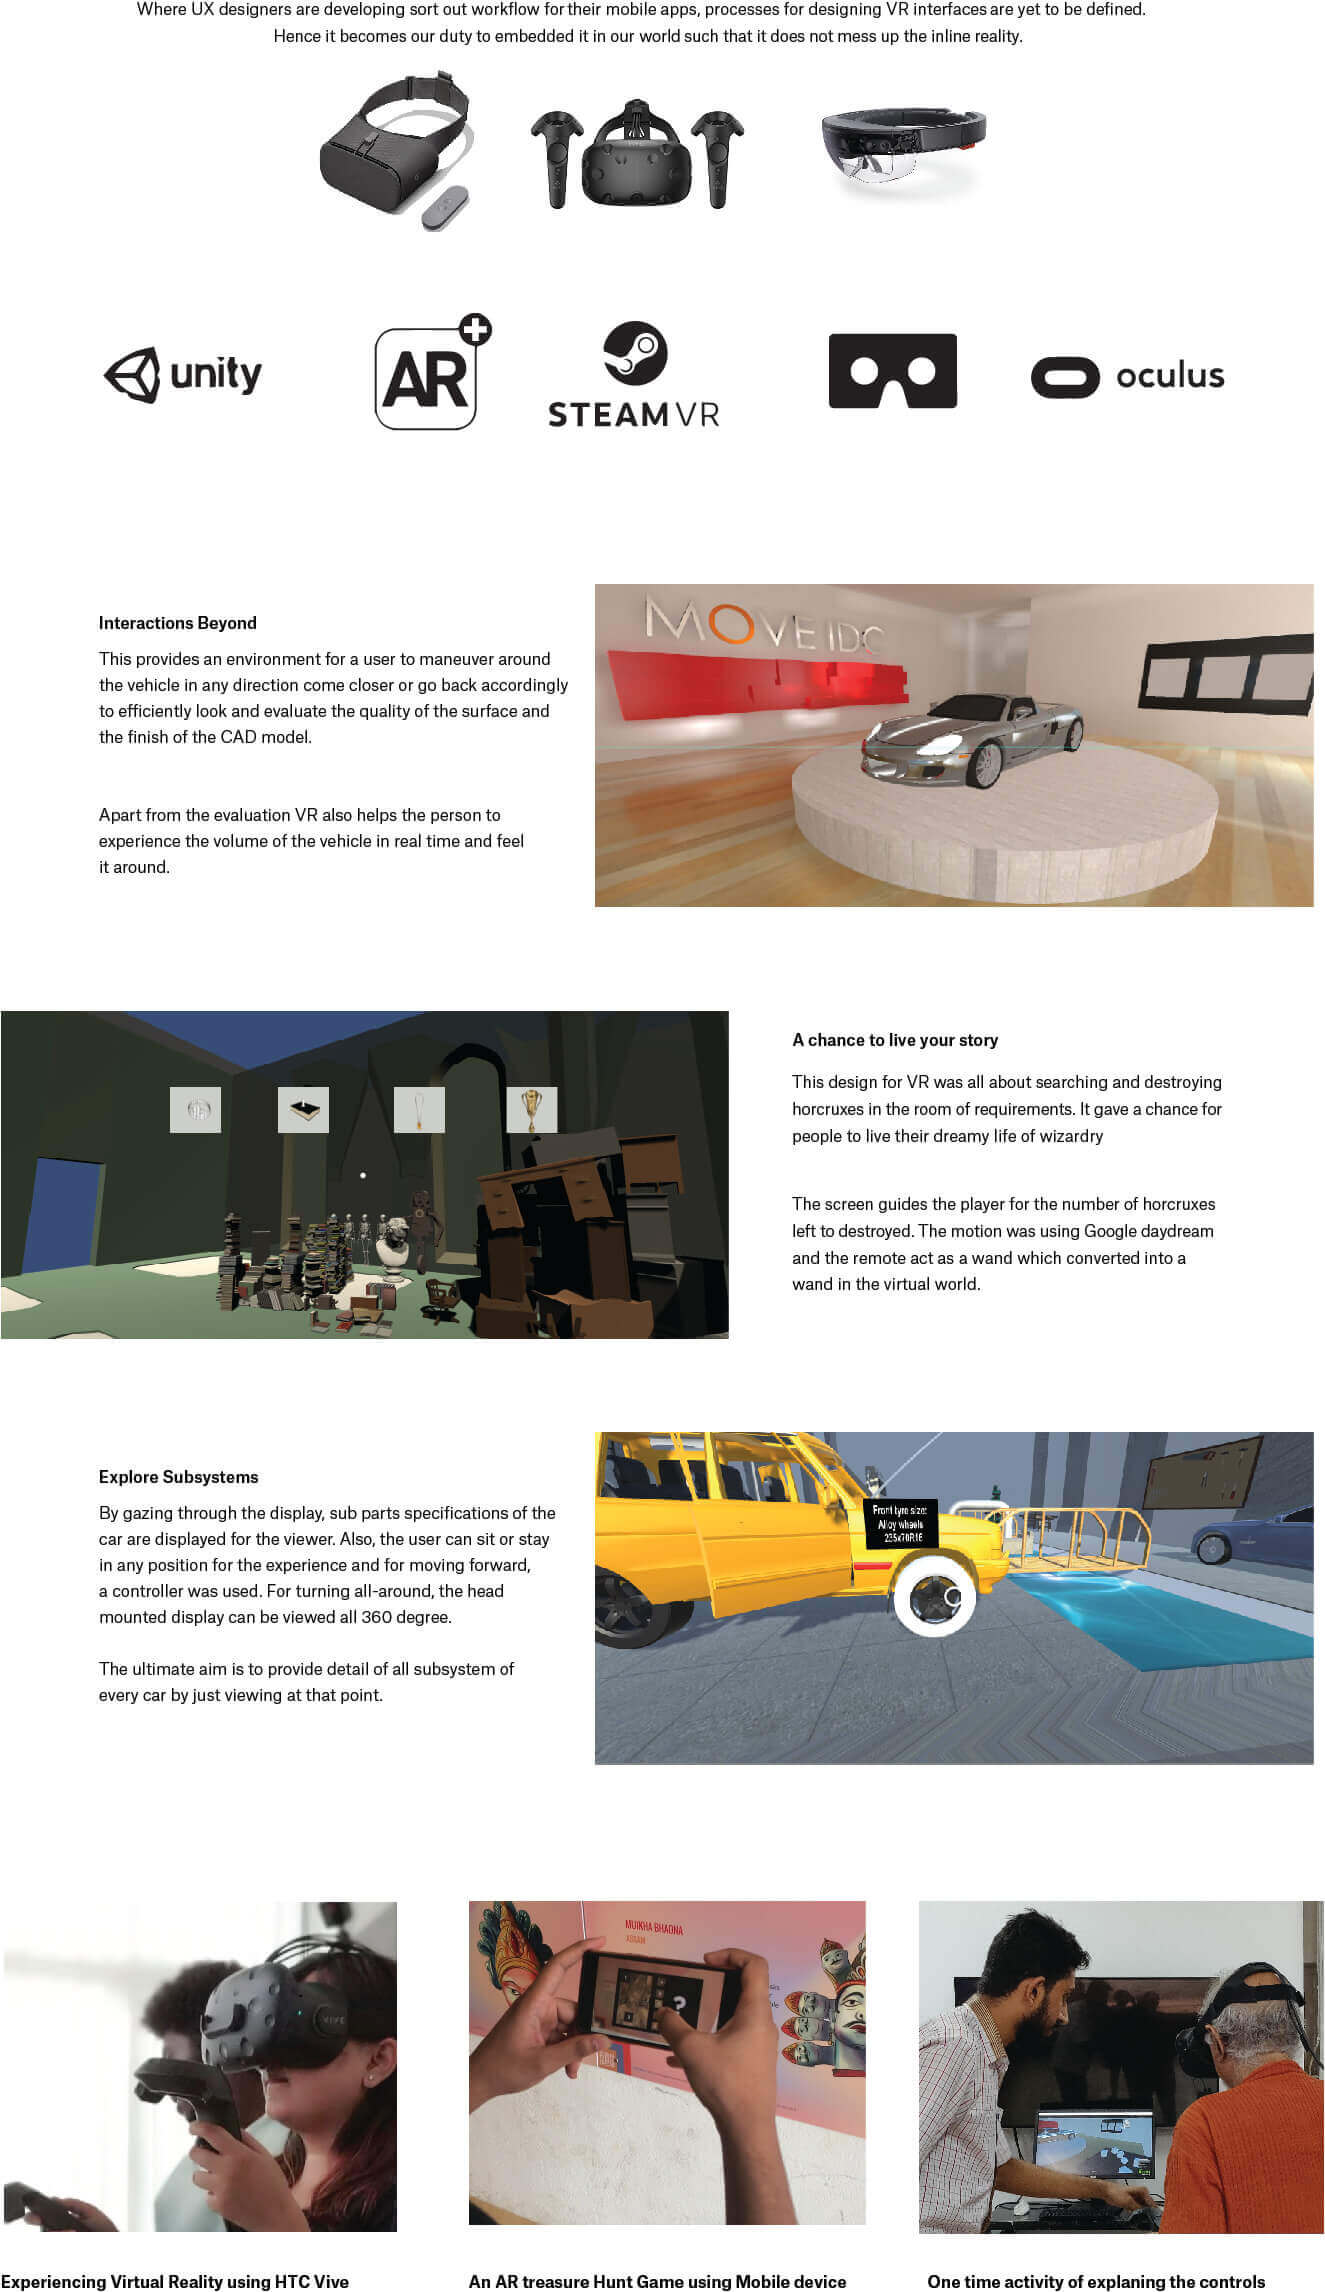 Where UX designers are developing sort out workflow for their mobile apps, processes for designing VR interfaces are yet to be defined.
Hence it becomes our duty to embedded it in our world such that it does not mess up the inline reality.
unity
AR
STEAM VR
oculus
Interactions Beyond
This provides an environment for a user to maneuver around
the vehicle in any direction come closer or go back accordingly
to efficiently look and evaluate the quality of the surface and
the finish of the CAD model.
Apart from the evaluation VR also helps the person to
experience the volume of the vehicle in real time and feel
it around.
MOVE IDC
A chance to live your story
This design for VR was all about searching and destroying
horcruxes in the room of requirements. It gave a chance for
people to live their dreamy life of wizardry
The screen guides the player for the number of horcruxes
left to destroyed. The motion was using Google daydream
and the remote act as a wand which converted into a
wand in the virtual world.
Explore Subsystems
By gazing through the display, sub parts specifications of the
car are displayed for the viewer. Also, the user can sit or stay
in any position for the experience and for moving forward,
a controller was used. For turning all-around, the head
mounted display can be viewed all 360 degree.
The ultimate aim is to provide detail of all subsystem of
every car by just viewing at that point.
Front tyre size:
Alloy wheels
235x70R16
VIVE
MUKHA BHAONA
ASSAM
?
Experiencing Virtual Reality using HTC Vive
An AR treasure Hunt Game using Mobile device
One time activity of explaning the controls